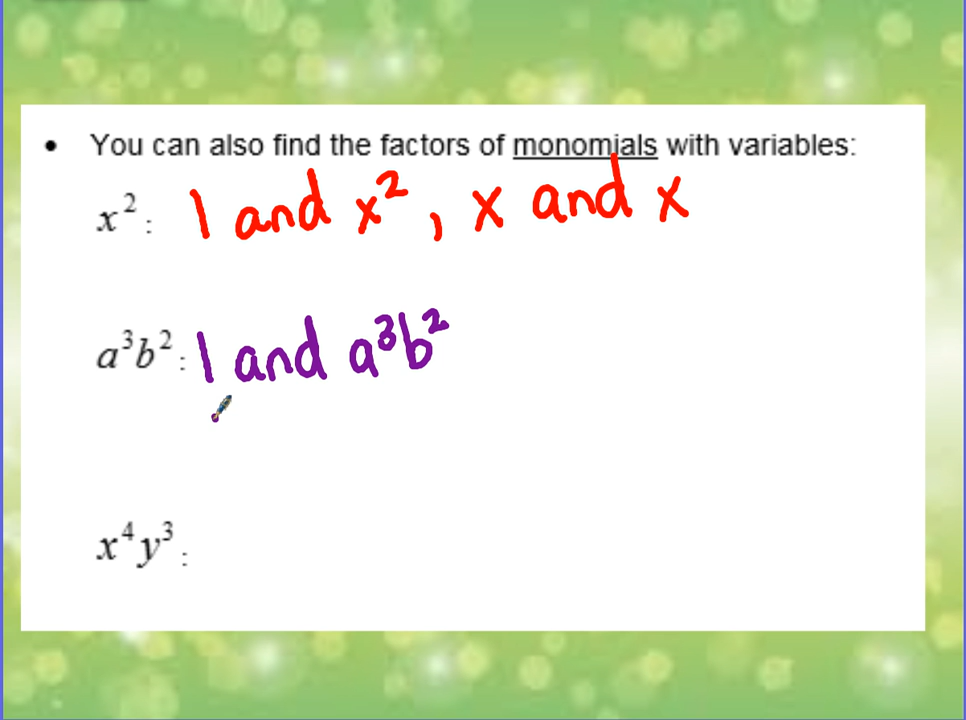 • You can also find the factors of monomials with variables:
x²: 1 and x², x and x
a³b²: 1 and a³b²
x⁴y³: